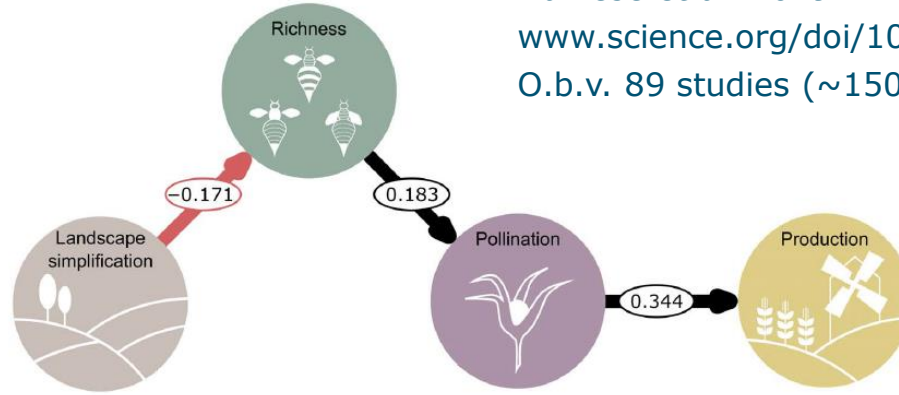 www.science.org/doi/10
O.b.v. 89 studies (~150
Richness
−0.171
0.183
Landscape
simplification
Pollination
Production
0.344